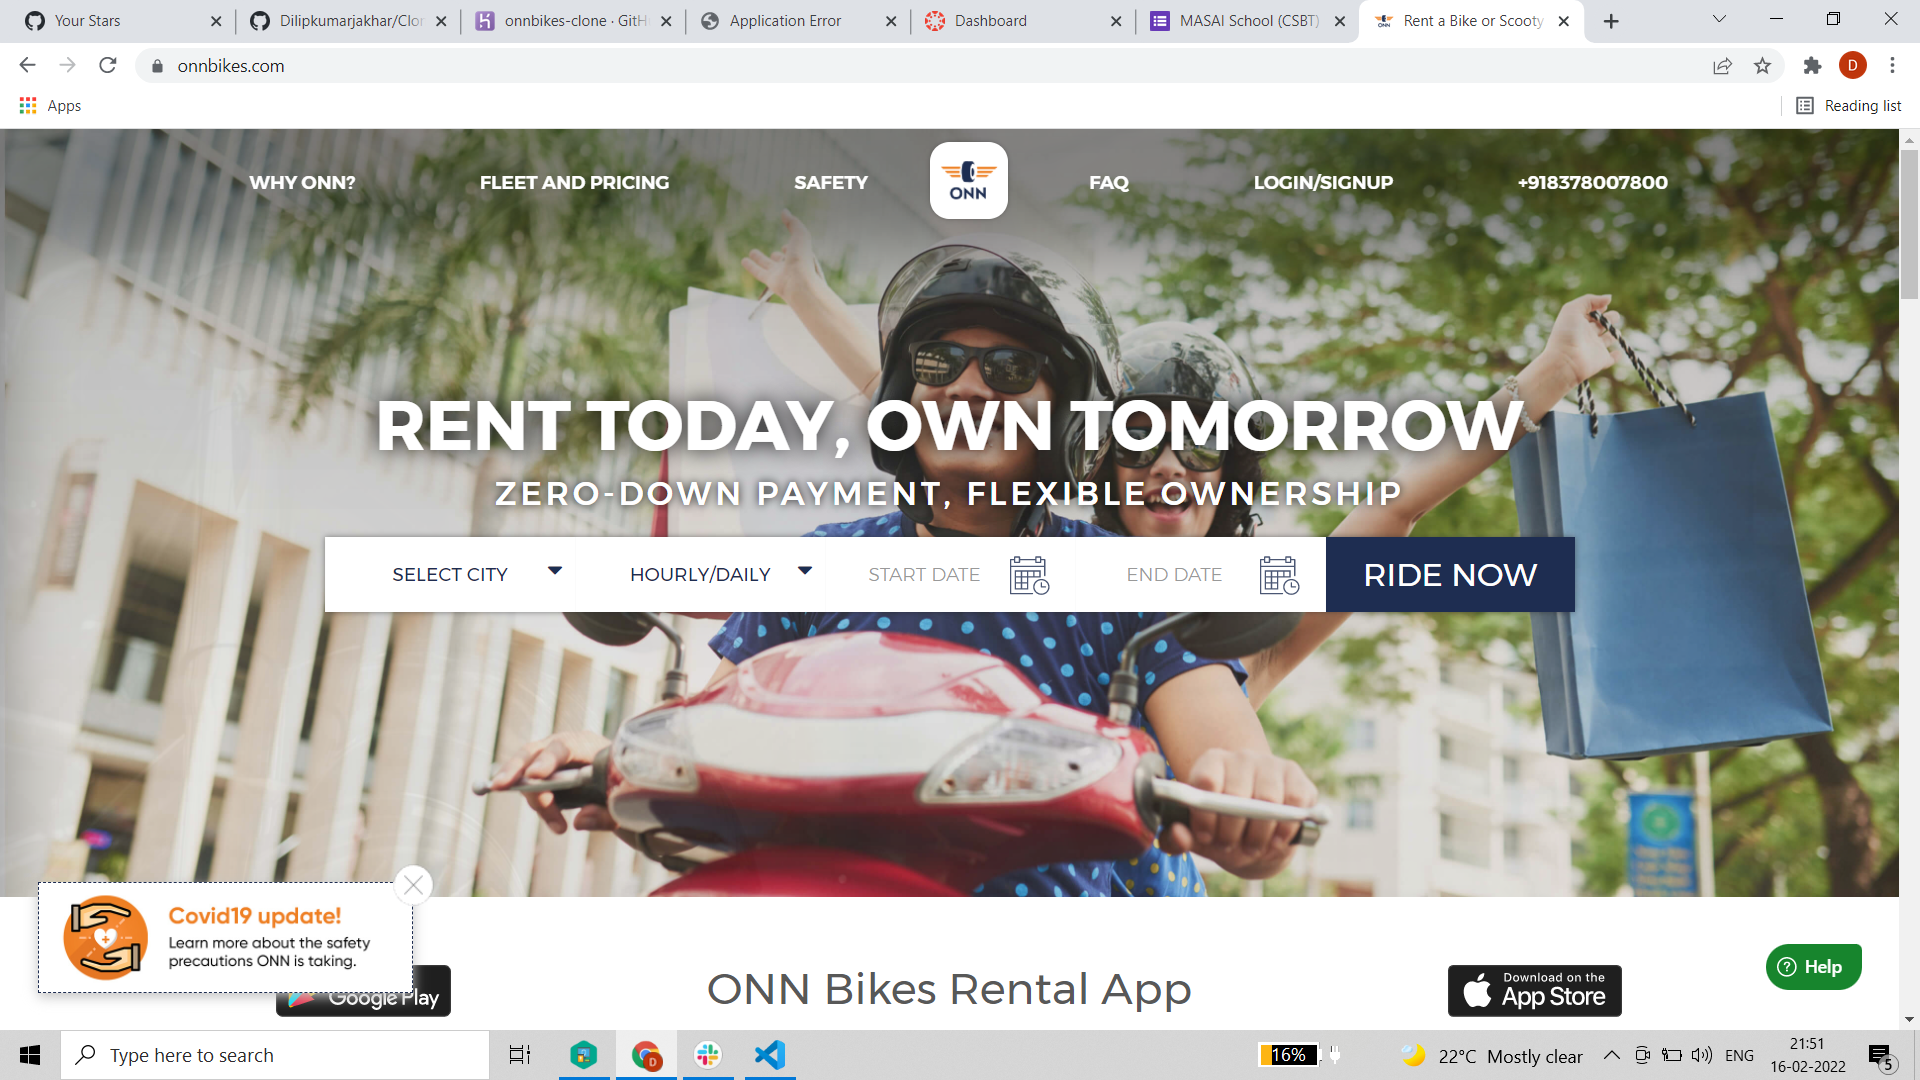 Your Stars
Dilipkumarjakhar/Clon
onnbikes-clone · GitH
Application Error
Dashboard
MASAI School (CSBT)
Rent a Bike or Scooty
onnbikes.com
D
Apps
Reading list
WHY ONN?
FLEET AND PRICING
SAFETY
ONN
FAQ
LOGIN/SIGNUP
+918378007800
RENT TODAY, OWN TOMORROW
ZERO-DOWN PAYMENT, FLEXIBLE OWNERSHIP
SELECT CITY
HOURLY/DAILY
START DATE
END DATE
RIDE NOW
Covid19 update!
Learn more about the safety
precautions ONN is taking.
Google Play
ONN Bikes Rental App
Download on the
App Store
Help
Type here to search
D
16%
22°C Mostly clear
ENG
21:51
16-02-2022
5